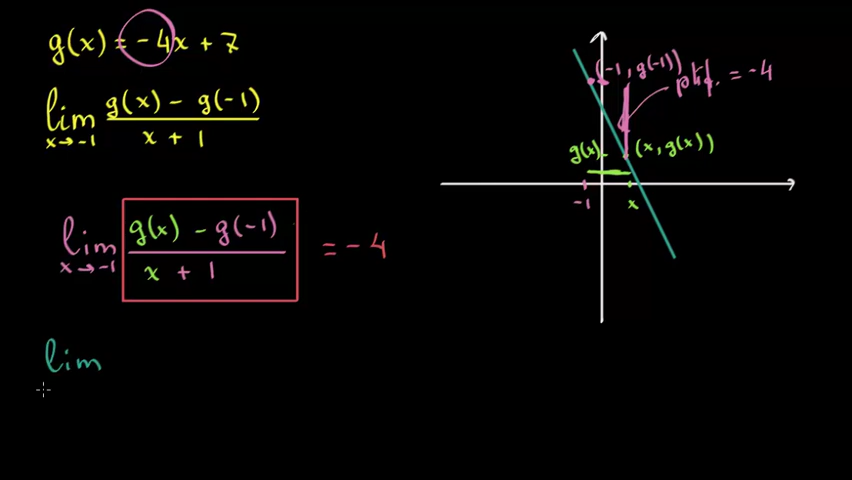 g(x) = -4x + 7
lim x→-1 (g(x) - g(-1)) / (x + 1)
lim x→-1 (g(x) - g(-1)) / (x + 1) = -4
lim
(-1, g(-1))
= -4
g(x)
(x, g(x))
-1
x